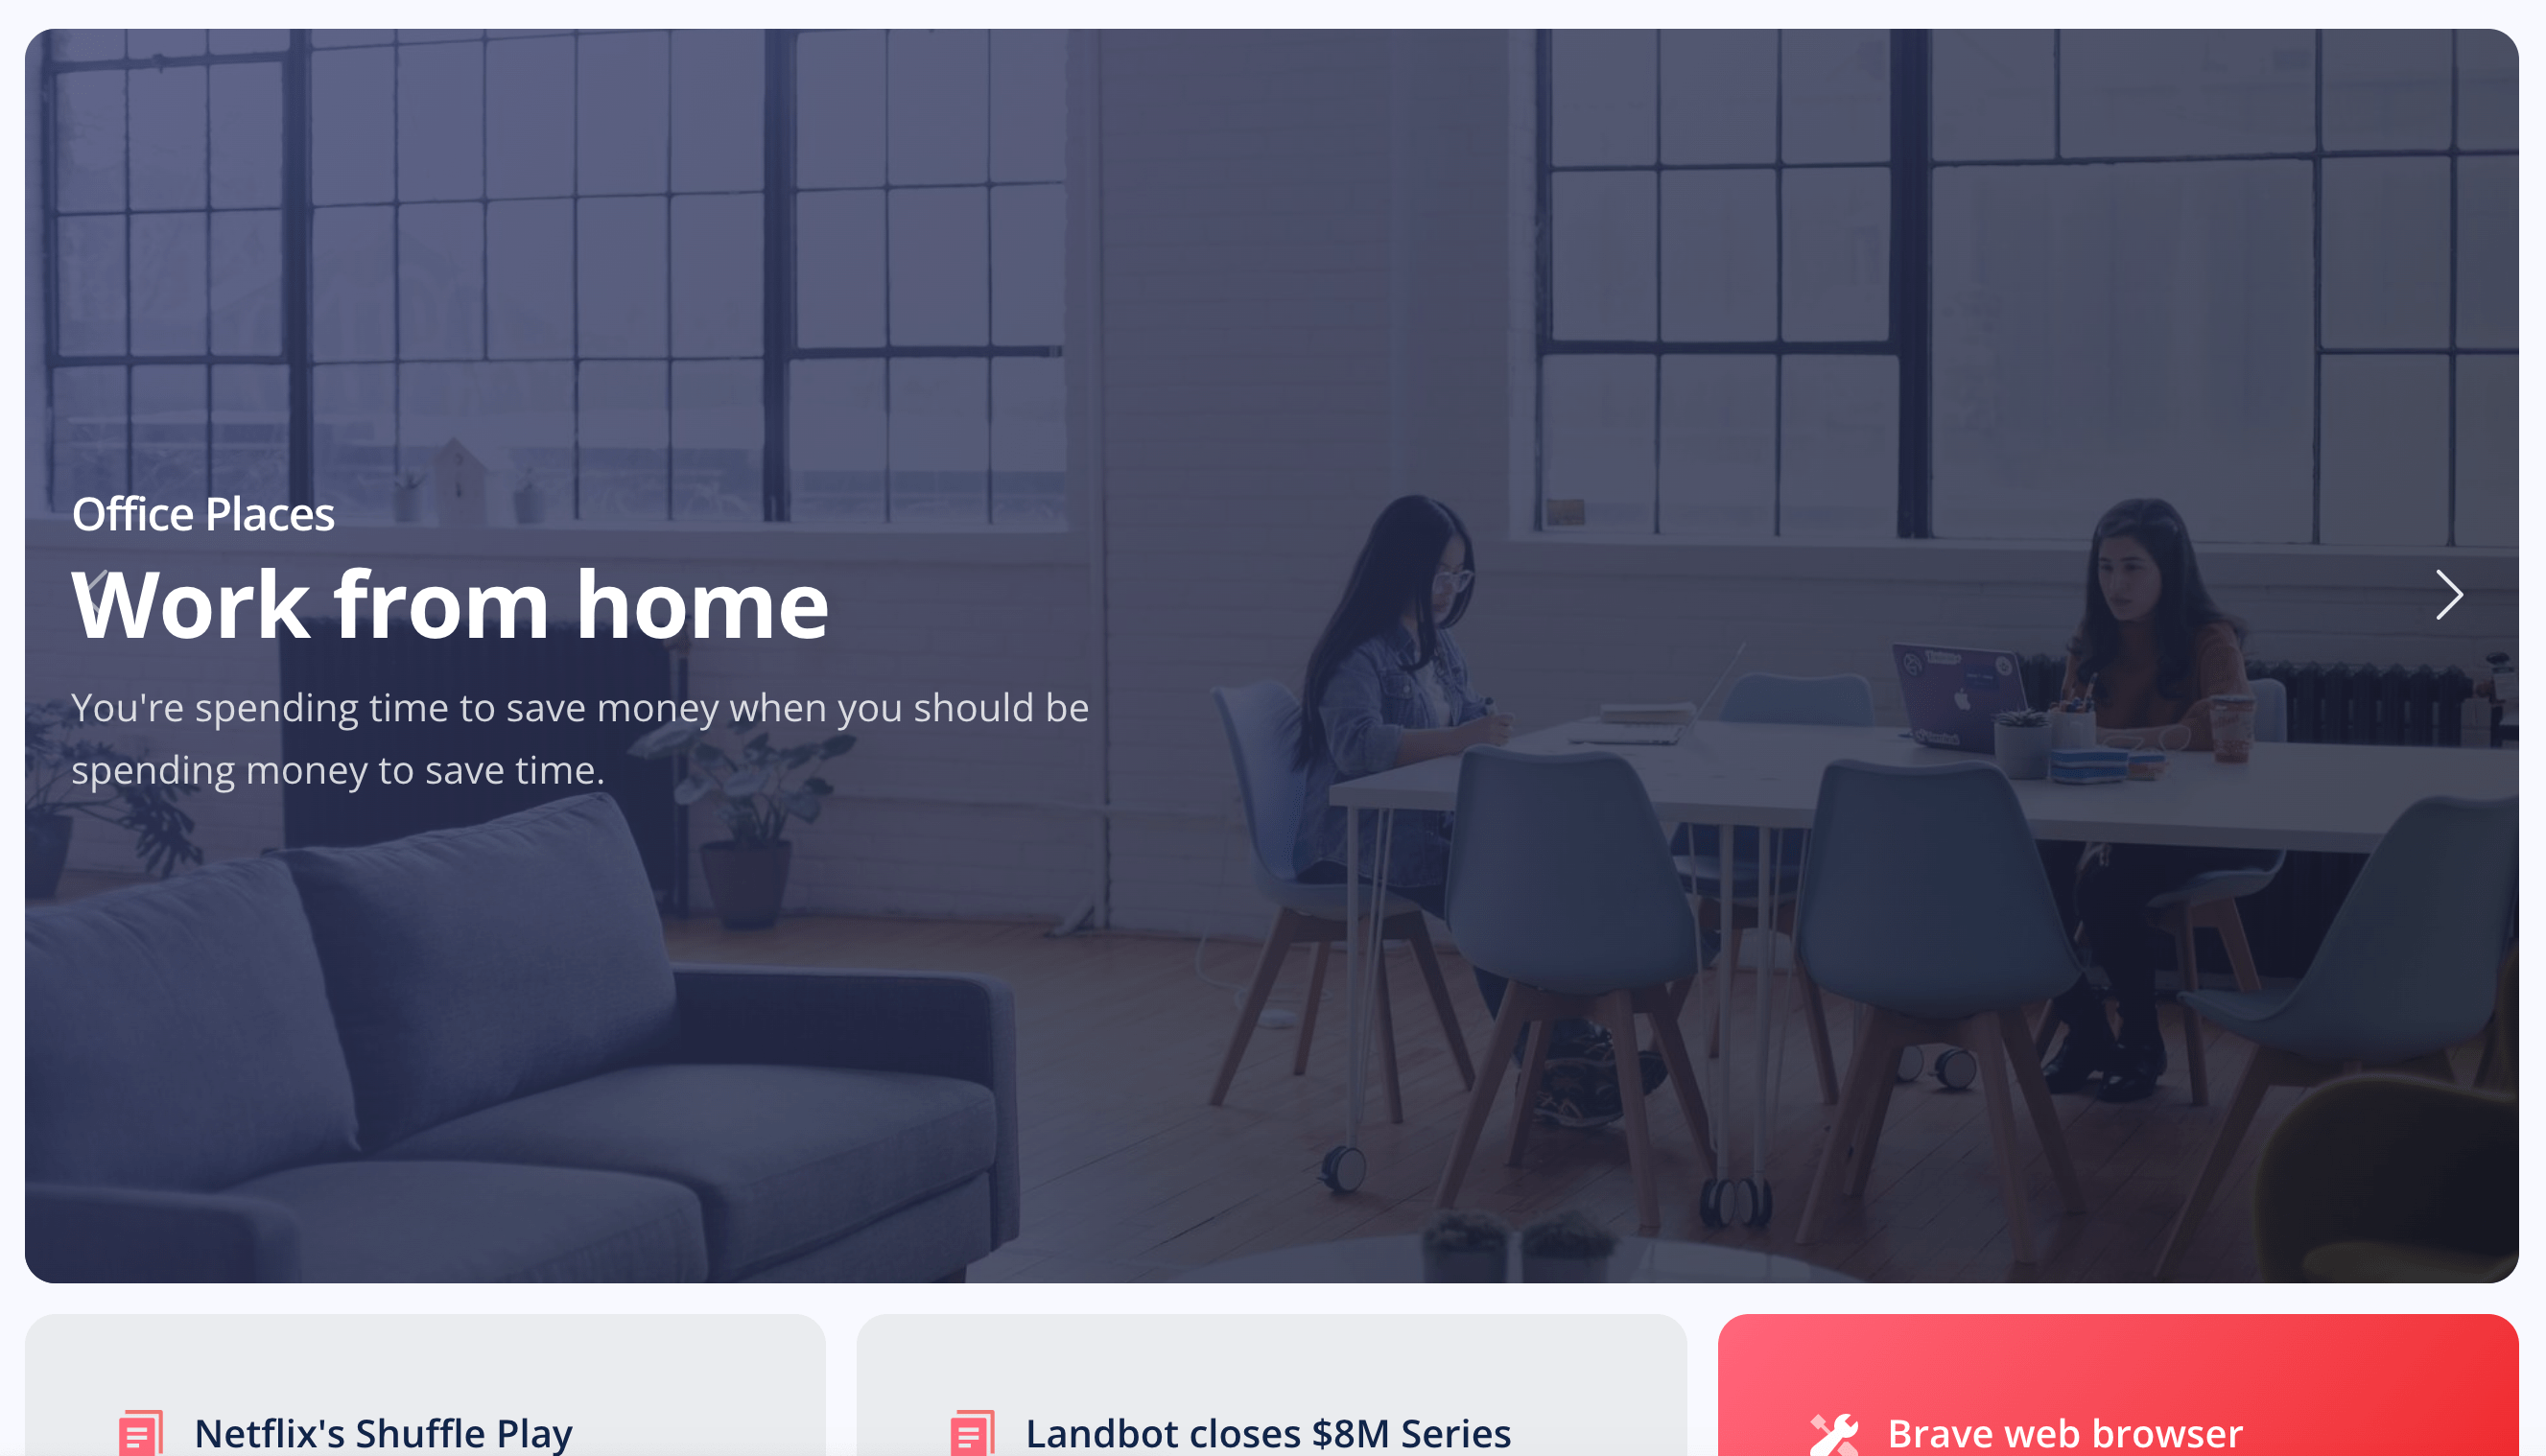 Office Places
Work from home
You're spending time to save money when you should be
spending money to save time.
Netflix's Shuffle Play
Landbot closes $8M Series
Brave web browser